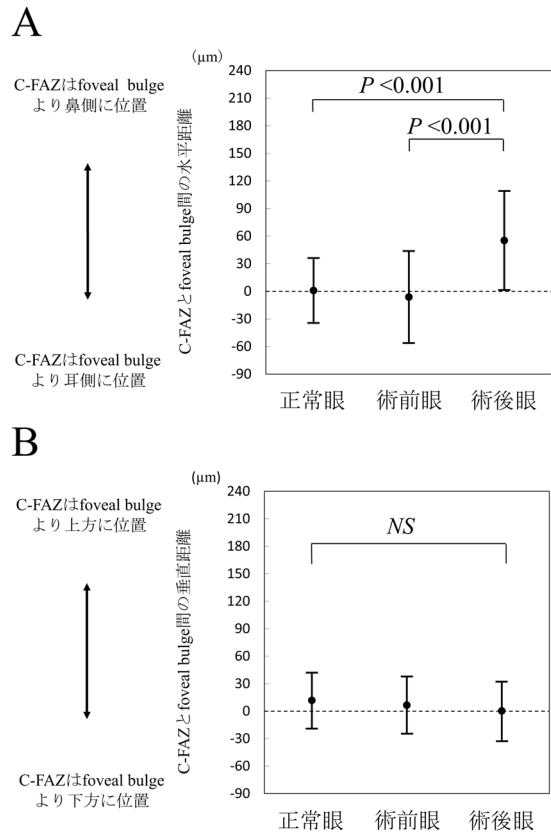 A
(μm)
C-FAZはfoveal bulge
より鼻側に位置
C-FAZはfoveal bulge
より耳側に位置
C-FAZとfoveal bulge間の水平距離
240
210
180
150
120
90
60
30
0
-30
-60
-90
P <0.001
P <0.001
正常眼 術前眼 術後眼
B
(μm)
C-FAZはfoveal bulge
より上方に位置
C-FAZはfoveal bulge
より下方に位置
C-FAZとfoveal bulge間の垂直距離
240
210
180
150
120
90
60
30
0
-30
-60
-90
NS
正常眼 術前眼 術後眼